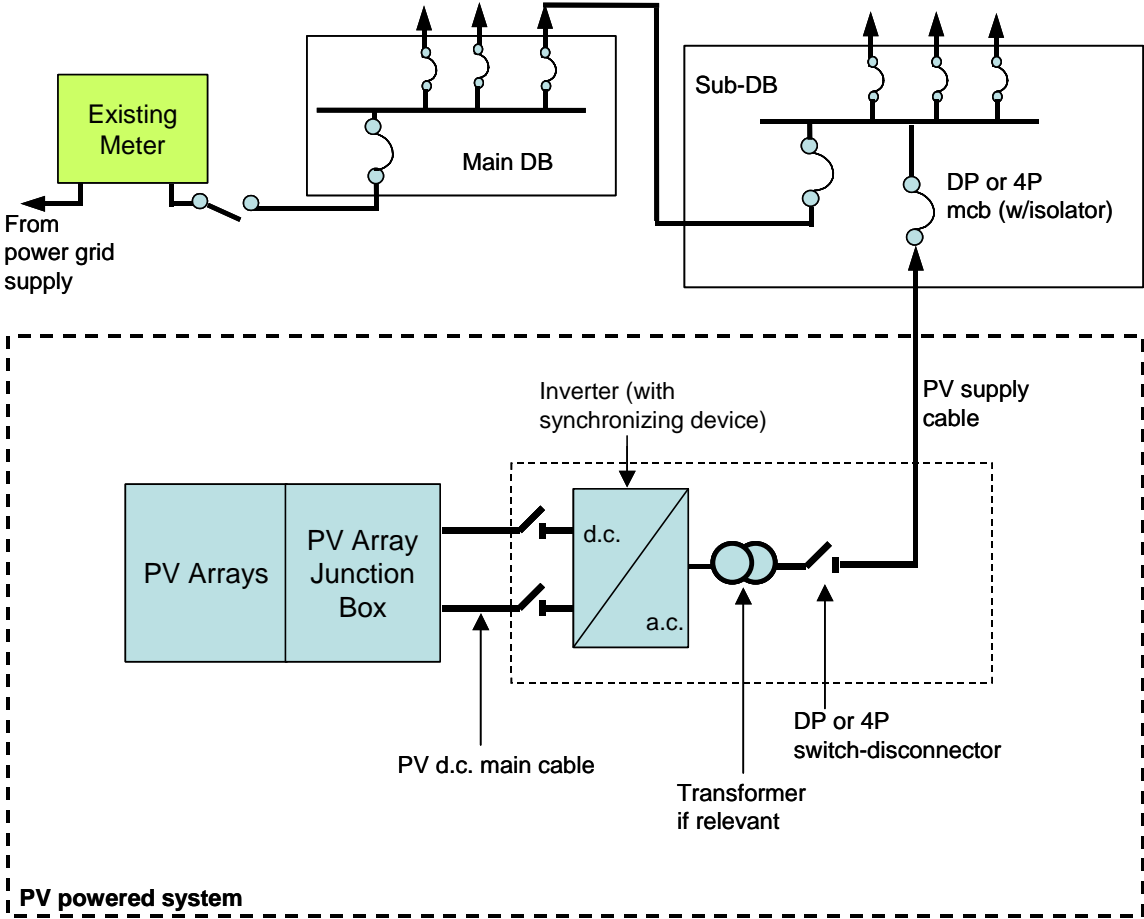 Existing
Meter
From
power grid
supply
Main DB
Sub-DB
DP or 4P
mcb (w/isolator)
PV supply
cable
Inverter (with
synchronizing device)
PV Arrays
PV Array
Junction
Box
d.c.
a.c.
PV d.c. main cable
Transformer
if relevant
DP or 4P
switch-disconnector
PV powered system